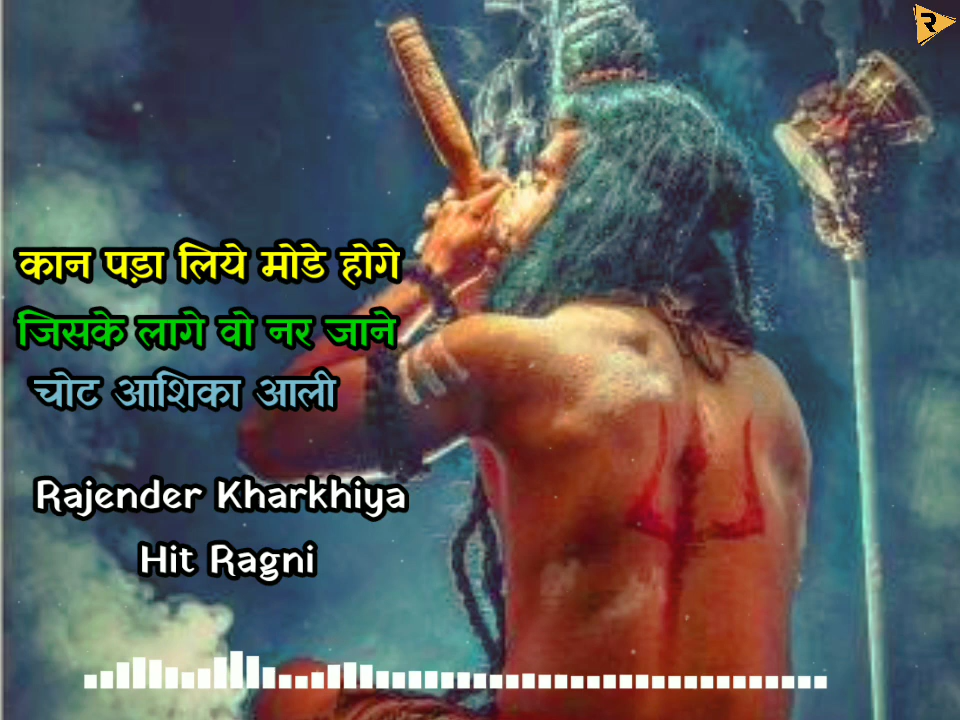 R
कान पड़ा लिये मोडे होगे
जिसके लागे वो नर जाने
चोट आशिका आली
Rajender Kharkhiya
Hit Ragni